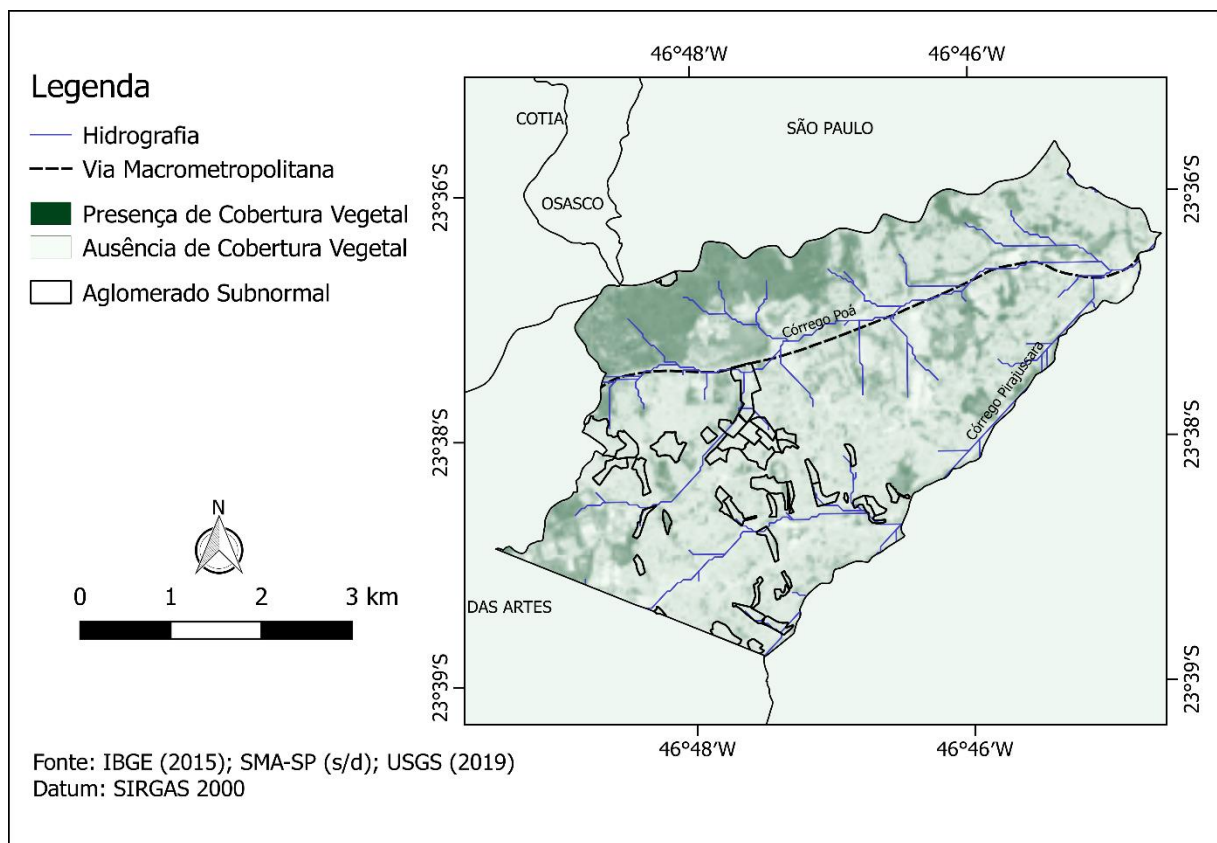 Legenda
Hidrografia
Via Macrometropolitana
Presença de Cobertura Vegetal
Ausência de Cobertura Vegetal
Aglomerado Subnormal
N
0 1 2 3 km
Fonte: IBGE (2015); SMA-SP (s/d); USGS (2019)
Datum: SIRGAS 2000
46°48'W 46°46'W
COTIA
SÃO PAULO
OSASCO
23°36'S 23°36'S
Córrego Poá
Córrego Pirajussara
23°38'S 23°38'S
DAS ARTES
23°39'S 23°39'S
46°48'W 46°46'W